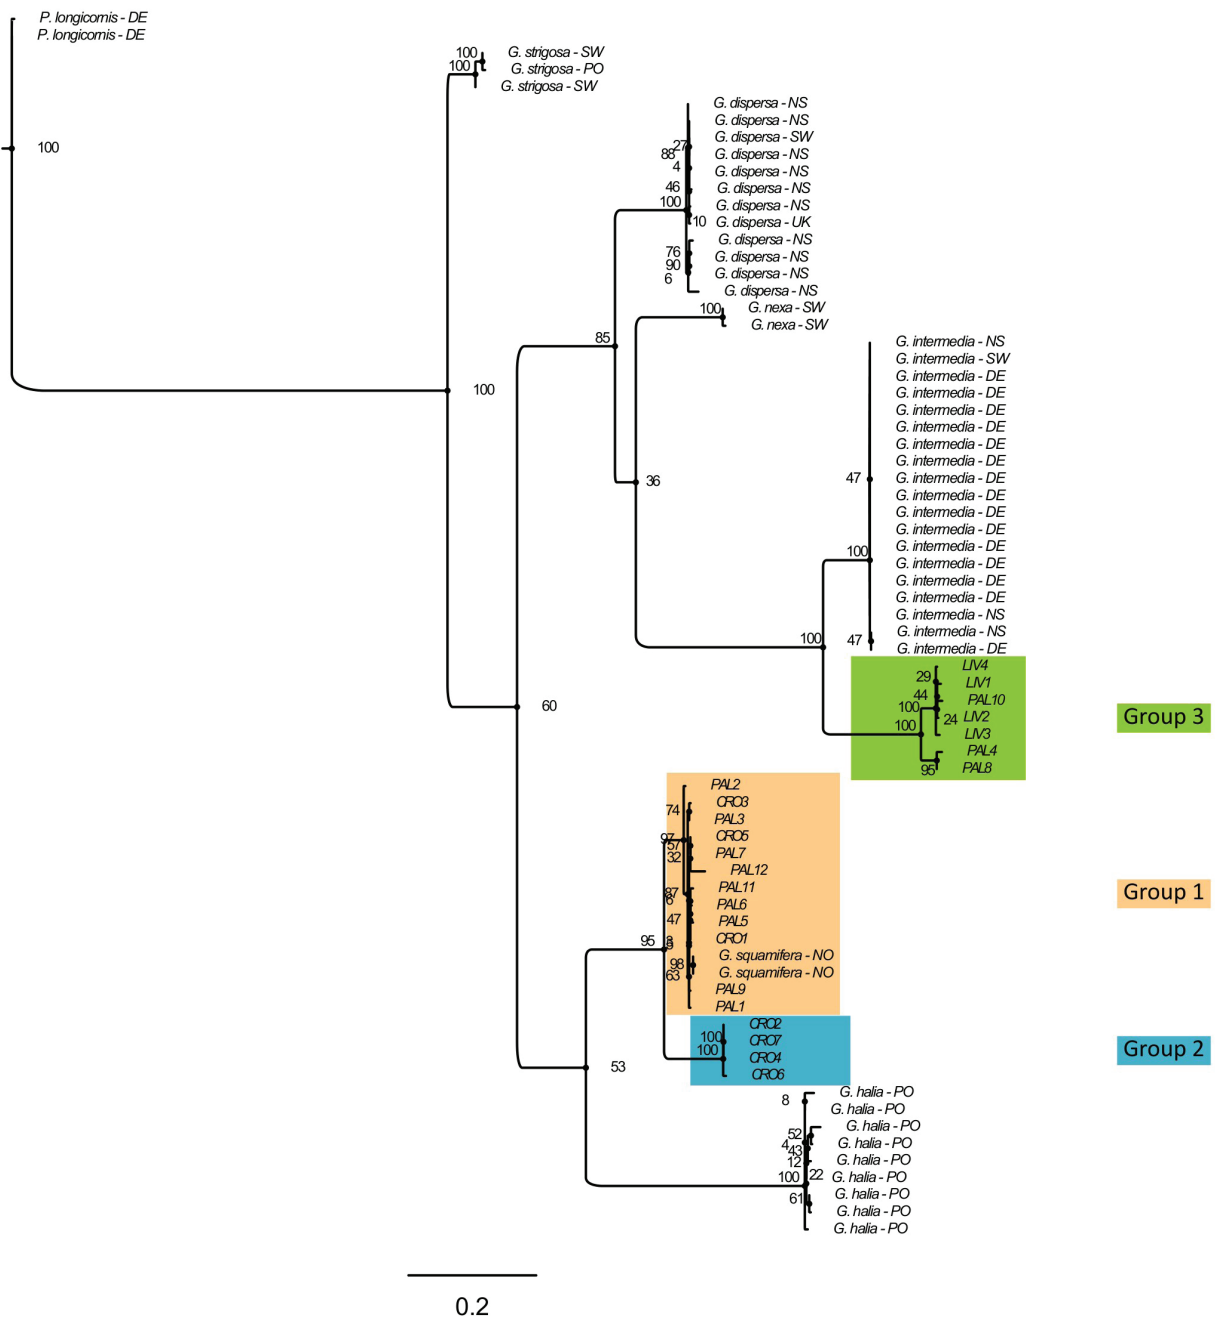 P. longicornis - DE
P. longicornis - DE
100
G. strigosa - SW
100
G. strigosa - PO
100
G. strigosa - SW
100
G. dispersa - NS
G. dispersa - NS
G. dispersa - SW
27
88
G. dispersa - NS
4
G. dispersa - NS
46
G. dispersa - NS
100
G. dispersa - NS
10
G. dispersa - UK
G. dispersa - NS
76
G. dispersa - NS
90
6
G. dispersa - NS
G. dispersa - NS
100
G. nexa - SW
G. nexa - SW
85
36
G. intermedia - NS
G. intermedia - SW
G. intermedia - DE
G. intermedia - DE
G. intermedia - DE
G. intermedia - DE
G. intermedia - DE
G. intermedia - DE
47
G. intermedia - DE
G. intermedia - DE
G. intermedia - DE
G. intermedia - DE
100
G. intermedia - DE
G. intermedia - DE
G. intermedia - DE
G. intermedia - DE
G. intermedia - NS
47
G. intermedia - NS
G. intermedia - DE
100
LIV4
29
LIV1
44
PAL10
100
24
LIV2
100
LIV3
PAL4
95
PAL8
Group 3
60
PAL2
CRO3
74
PAL3
CRO5
97
57
PAL7
32
PAL12
PAL11
87
6
PAL6
47
PAL5
CRO1
95
G. squamifera - NO
98
G. squamifera - NO
63
PAL9
PAL1
Group 1
CRO2
100
CRO7
100
CRO4
CRO6
Group 2
53
G. halia - PO
8
G. halia - PO
G. halia - PO
52
4
G. halia - PO
43
12
G. halia - PO
100
22
G. halia - PO
61
G. halia - PO
G. halia - PO
G. halia - PO
0.2